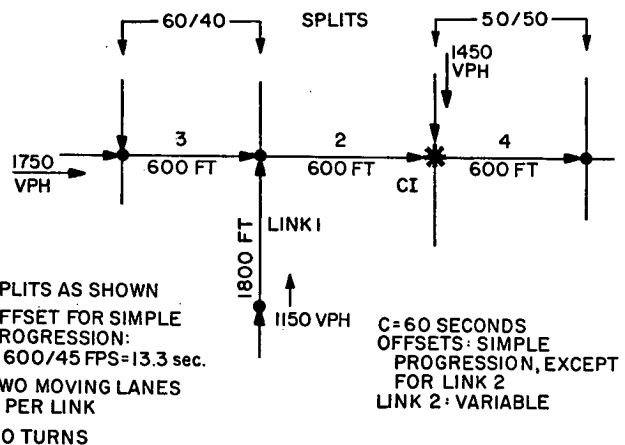 60/40 SPLITS 50/50
1450
VPH
3 2 4
1750 600 FT 600 FT 600 FT
VPH CI
1800 FT LINK 1
1150 VPH
PLITS AS SHOWN
FFSET FOR SIMPLE
ROGRESSION:
600/45 FPS=13.3 sec.
WO MOVING LANES
PER LINK
O TURNS
C=60 SECONDS
OFFSETS: SIMPLE
PROGRESSION, EXCEPT
FOR LINK 2
LINK 2: VARIABLE